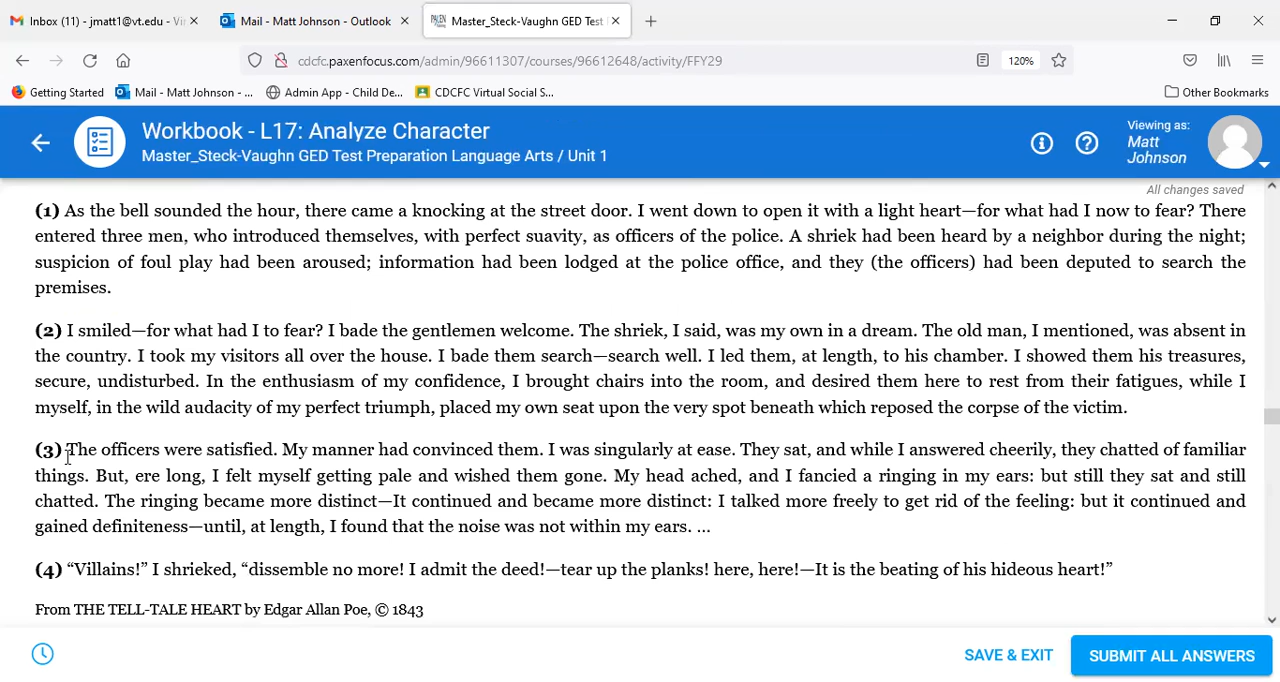 Inbox (11) - jmatt1@vt.edu - Vir
Mail - Matt Johnson - Outlook
PAXEN
Master_Steck-Vaughn GED Test
cdcfc.paxenfocus.com/admin/96611307/courses/96612648/activity/FFY29
120%
Getting Started
Mail - Matt Johnson - ...
Admin App - Child De...
CDCFC Virtual Social S...
Other Bookmarks
Workbook - L17: Analyze Character
Master_Steck-Vaughn GED Test Preparation Language Arts / Unit 1
Viewing as:
Matt
Johnson
All changes saved
(1) As the bell sounded the hour, there came a knocking at the street door. I went down to open it with a light heart—for what had I now to fear? There
entered three men, who introduced themselves, with perfect suavity, as officers of the police. A shriek had been heard by a neighbor during the night;
suspicion of foul play had been aroused; information had been lodged at the police office, and they (the officers) had been deputed to search the
premises.
(2) I smiled—for what had I to fear? I bade the gentlemen welcome. The shriek, I said, was my own in a dream. The old man, I mentioned, was absent in
the country. I took my visitors all over the house. I bade them search—search well. I led them, at length, to his chamber. I showed them his treasures,
secure, undisturbed. In the enthusiasm of my confidence, I brought chairs into the room, and desired them here to rest from their fatigues, while I
myself, in the wild audacity of my perfect triumph, placed my own seat upon the very spot beneath which reposed the corpse of the victim.
(3) The officers were satisfied. My manner had convinced them. I was singularly at ease. They sat, and while I answered cheerily, they chatted of familiar
things. But, ere long, I felt myself getting pale and wished them gone. My head ached, and I fancied a ringing in my ears: but still they sat and still
chatted. The ringing became more distinct—It continued and became more distinct: I talked more freely to get rid of the feeling: but it continued and
gained definiteness—until, at length, I found that the noise was not within my ears. ...
(4) “Villains!” I shrieked, “dissemble no more! I admit the deed!—tear up the planks! here, here!—It is the beating of his hideous heart!”
From THE TELL-TALE HEART by Edgar Allan Poe, © 1843
SAVE & EXIT
SUBMIT ALL ANSWERS